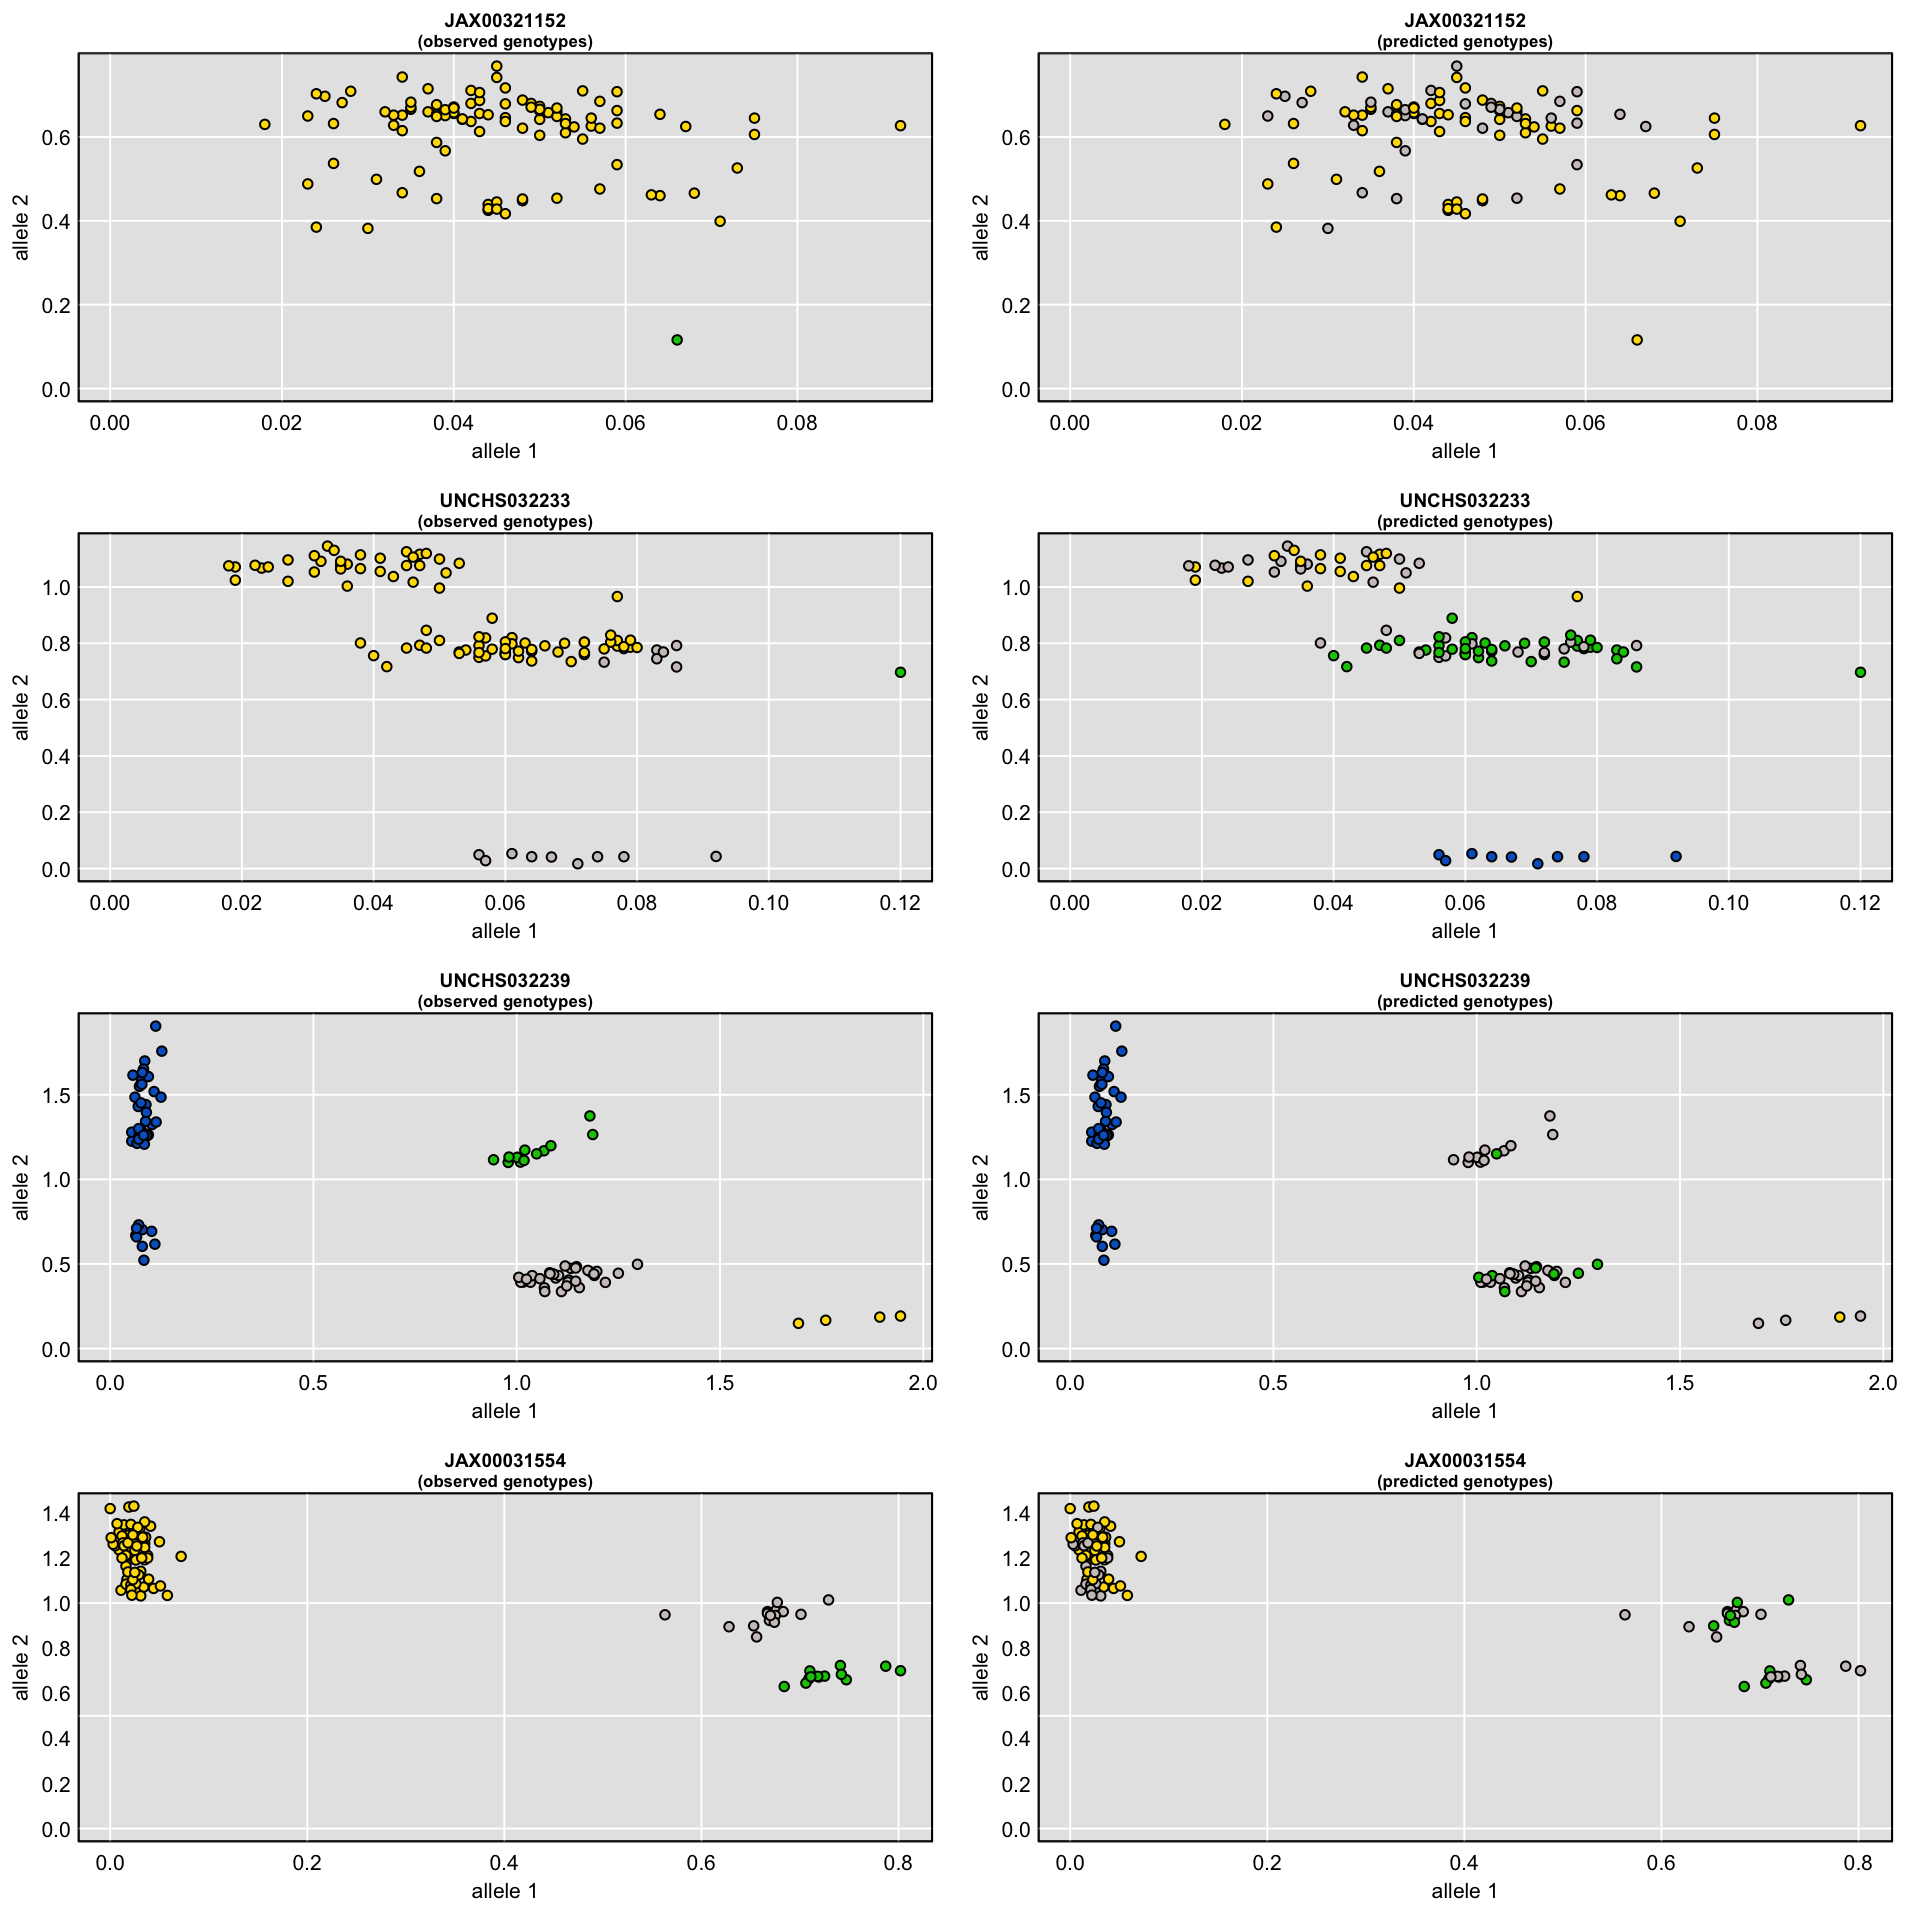 JAX00321152
(observed genotypes)
allele 2
0.6
0.4
0.2
0.0
0.00 0.02 0.04 0.06 0.08
allele 1
JAX00321152
(predicted genotypes)
allele 2
0.6
0.4
0.2
0.0
0.00 0.02 0.04 0.06 0.08
allele 1
UNCHS032233
(observed genotypes)
allele 2
1.0
0.8
0.6
0.4
0.2
0.0
0.00 0.02 0.04 0.06 0.08 0.10 0.12
allele 1
UNCHS032233
(predicted genotypes)
allele 2
1.0
0.8
0.6
0.4
0.2
0.0
0.00 0.02 0.04 0.06 0.08 0.10 0.12
allele 1
UNCHS032239
(observed genotypes)
allele 2
1.5
1.0
0.5
0.0
0.0 0.5 1.0 1.5 2.0
allele 1
UNCHS032239
(predicted genotypes)
allele 2
1.5
1.0
0.5
0.0
0.0 0.5 1.0 1.5 2.0
allele 1
JAX00031554
(observed genotypes)
allele 2
1.4
1.2
1.0
0.8
0.6
0.4
0.2
0.0
0.0 0.2 0.4 0.6 0.8
allele 1
JAX00031554
(predicted genotypes)
allele 2
1.4
1.2
1.0
0.8
0.6
0.4
0.2
0.0
0.0 0.2 0.4 0.6 0.8
allele 1